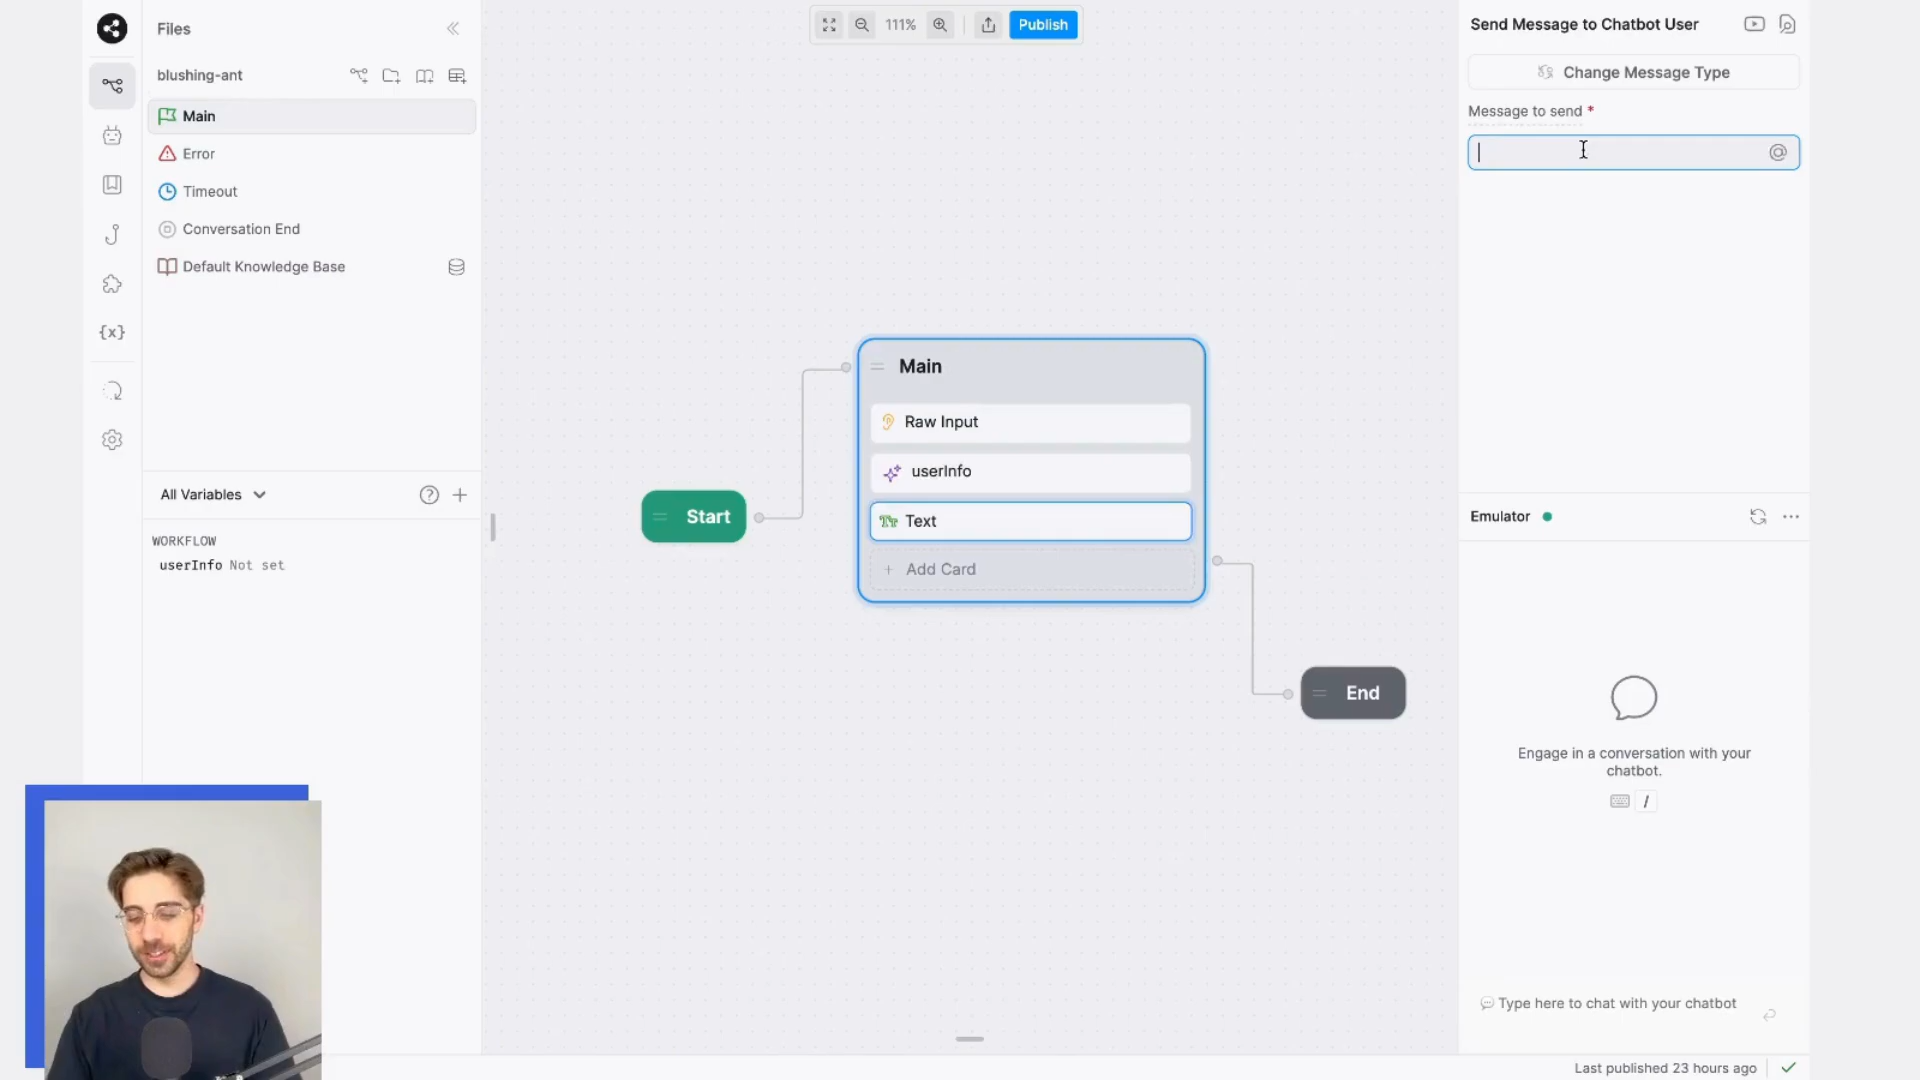 Files
blushing-ant
Main
Error
Timeout
Conversation End
Default Knowledge Base
{x}
All Variables
WORKFLOW
userInfo Not set
111%
Publish
Start
Main
Raw Input
userInfo
Text
+ Add Card
End
Send Message to Chatbot User
Change Message Type
Message to send *
@
Emulator
Engage in a conversation with your
chatbot.
/
Type here to chat with your chatbot
Last published 23 hours ago